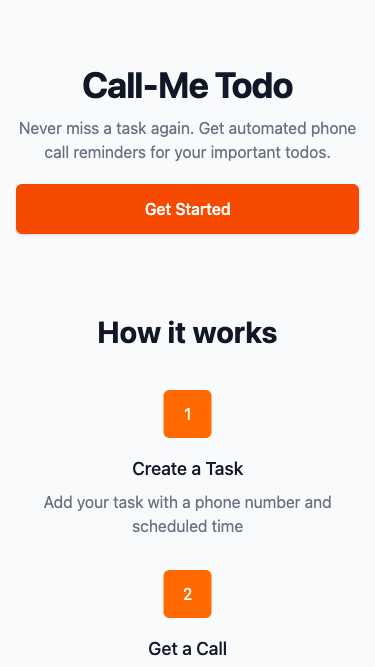 Call-Me Todo
Never miss a task again. Get automated phone
call reminders for your important todos.
Get Started
How it works
1
Create a Task
Add your task with a phone number and
scheduled time
2
Get a Call